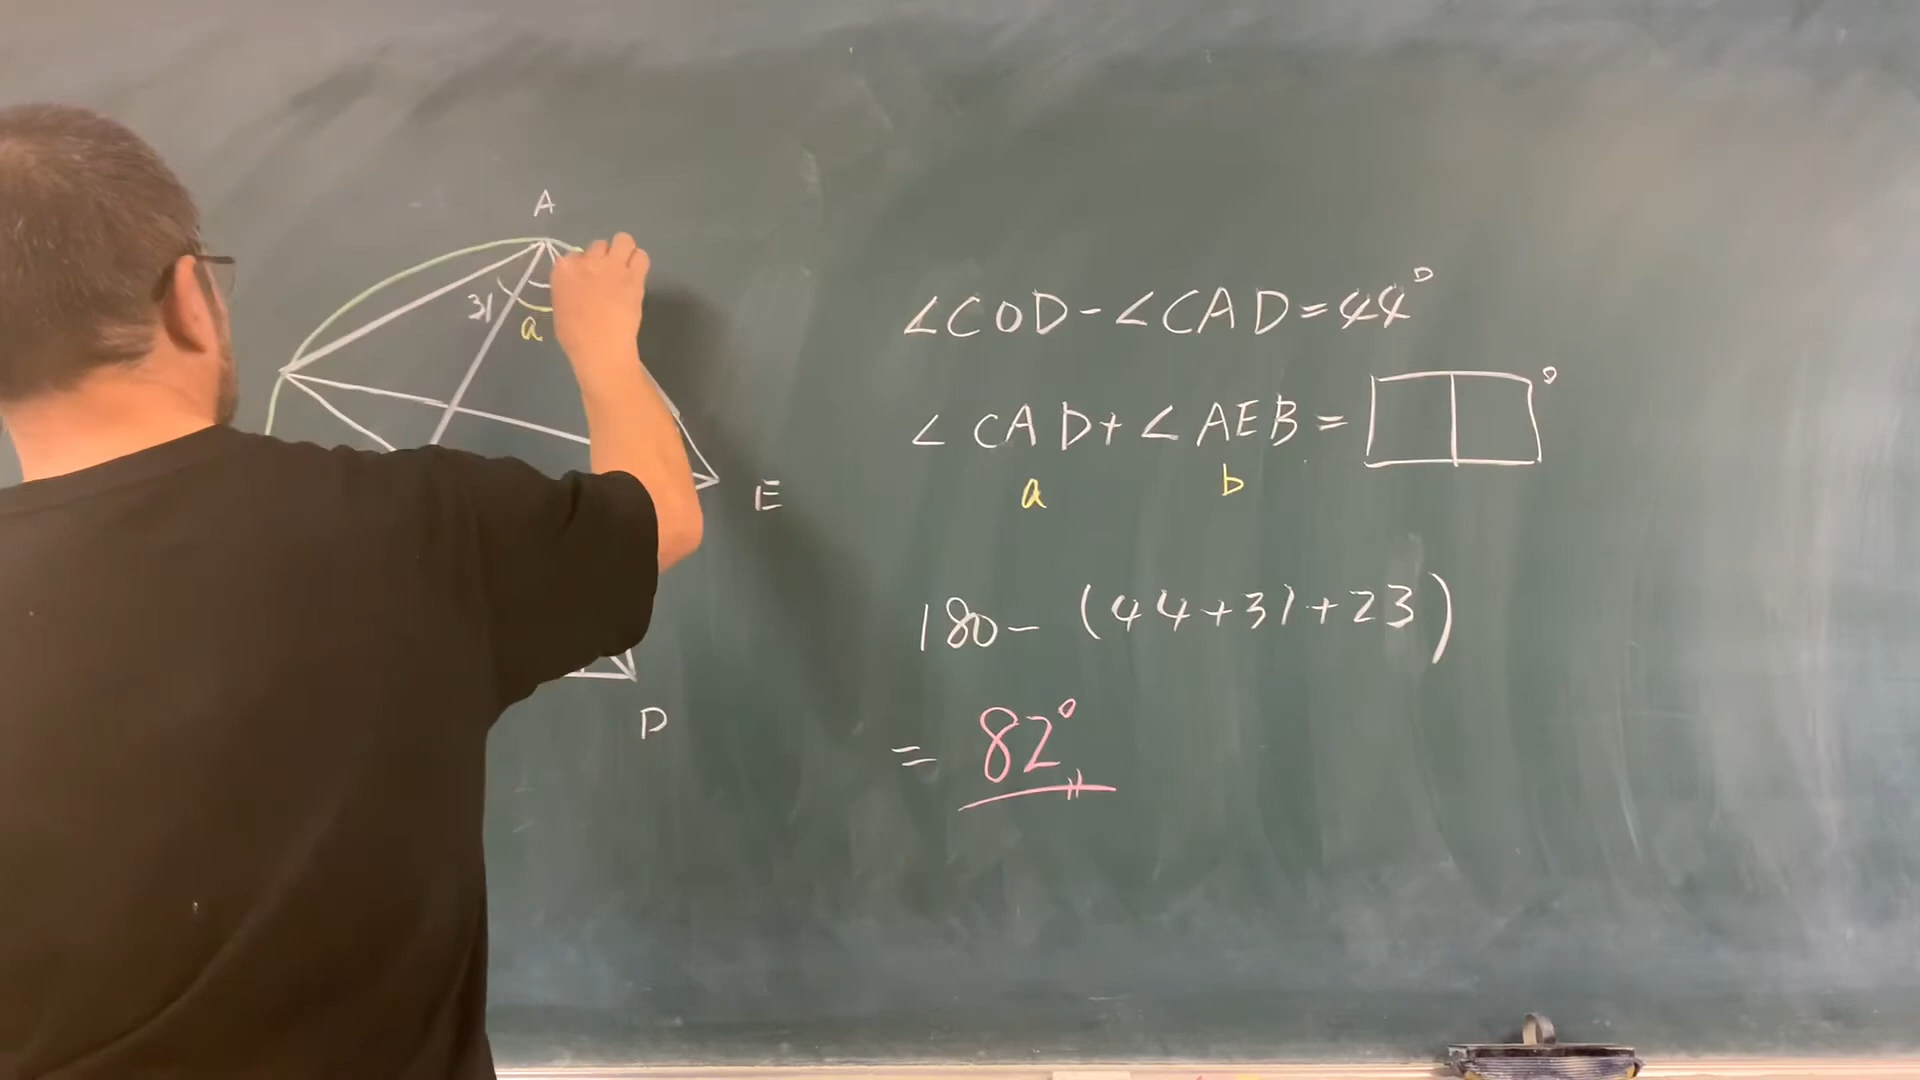 A
31
a
E
D
∠COD-∠CAD=44°
∠CAD+∠AEB= °
a b
180-(44+31+23)
=82°